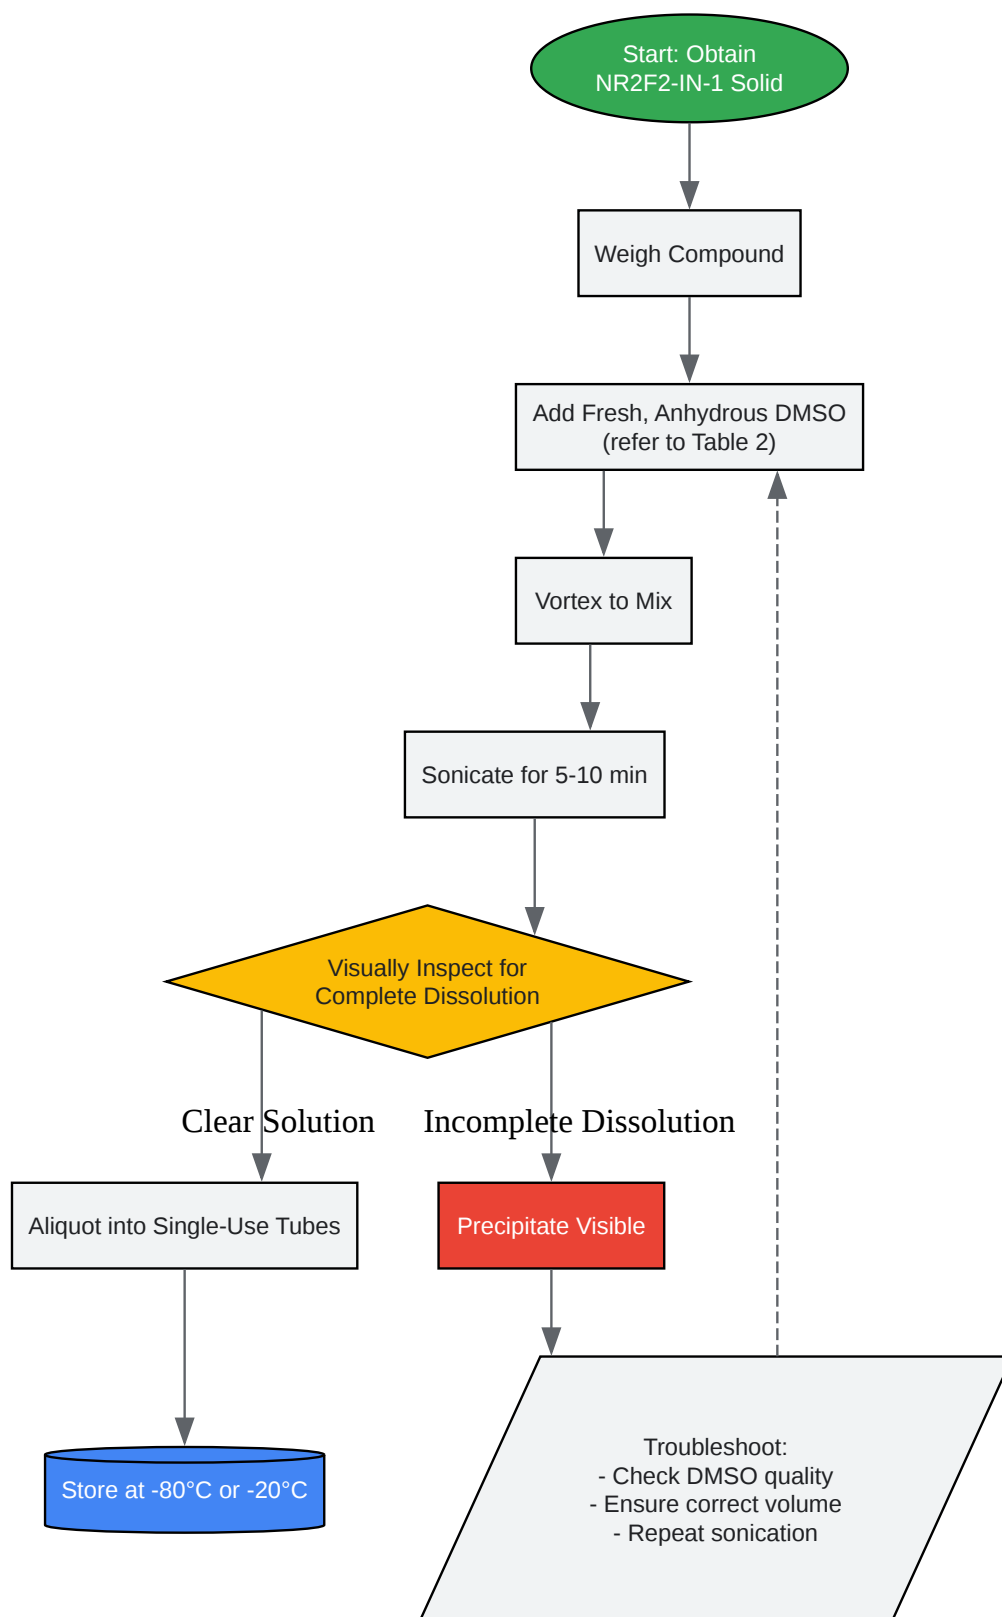 Start: Obtain
NR2F2-IN-1 Solid
Weigh Compound
Add Fresh, Anhydrous DMSO
(refer to Table 2)
Vortex to Mix
Sonicate for 5-10 min
Visually Inspect for
Complete Dissolution
Clear Solution
Incomplete Dissolution
Aliquot into Single-Use Tubes
Precipitate Visible
Store at -80°C or -20°C
Troubleshoot:
- Check DMSO quality
- Ensure correct volume
- Repeat sonication